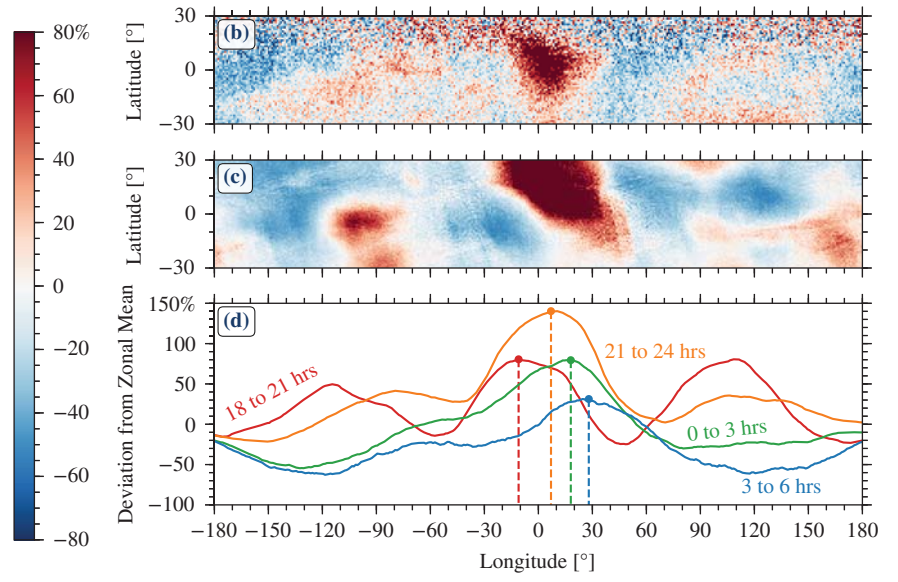 80%
60
40
20
0
−20
−40
−60
−80
(b)
Latitude [°]
30
0
−30
(c)
Latitude [°]
30
0
−30
(d)
Deviation from Zonal Mean
150%
100
50
0
−50
−100
18 to 21 hrs
21 to 24 hrs
0 to 3 hrs
3 to 6 hrs
−180 −150 −120 −90 −60 −30 0 30 60 90 120 150 180
Longitude [°]